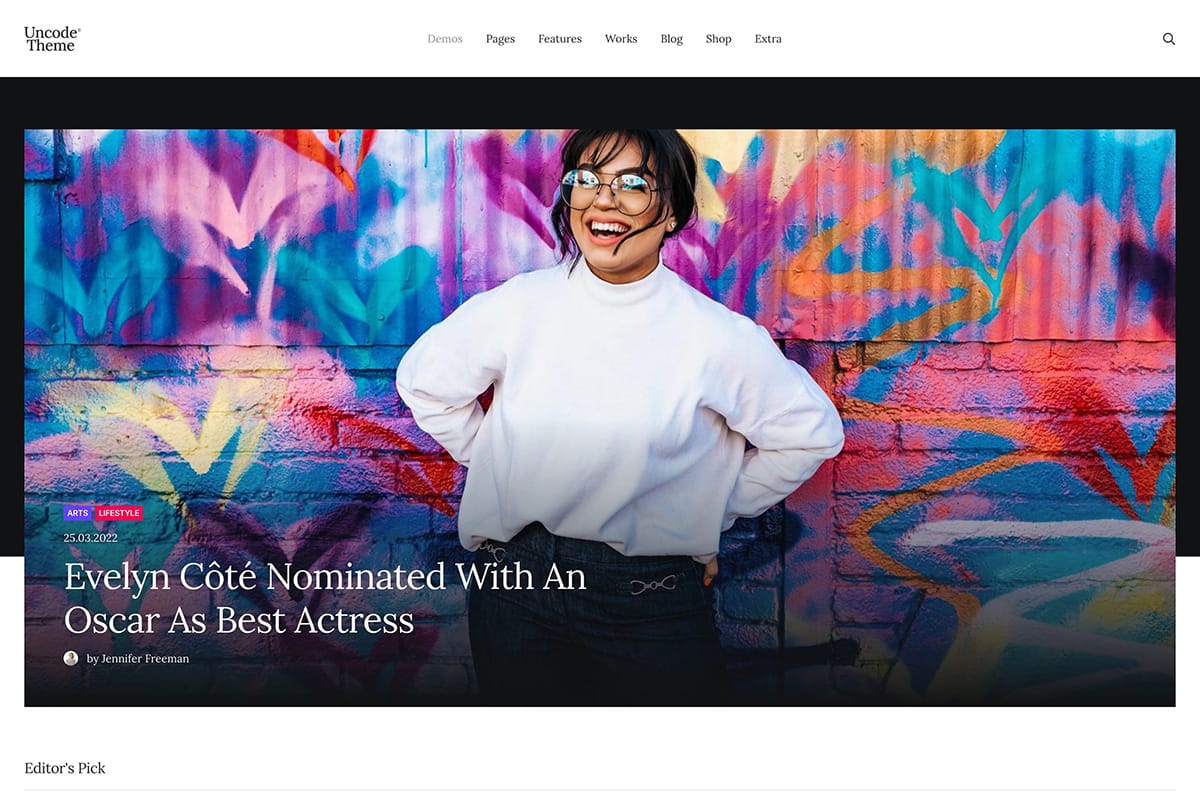 Uncode®
Theme
Demos Pages Features Works Blog Shop Extra
ARTS LIFESTYLE
25.03.2022
Evelyn Côté Nominated With An
Oscar As Best Actress
by Jennifer Freeman
Editor's Pick